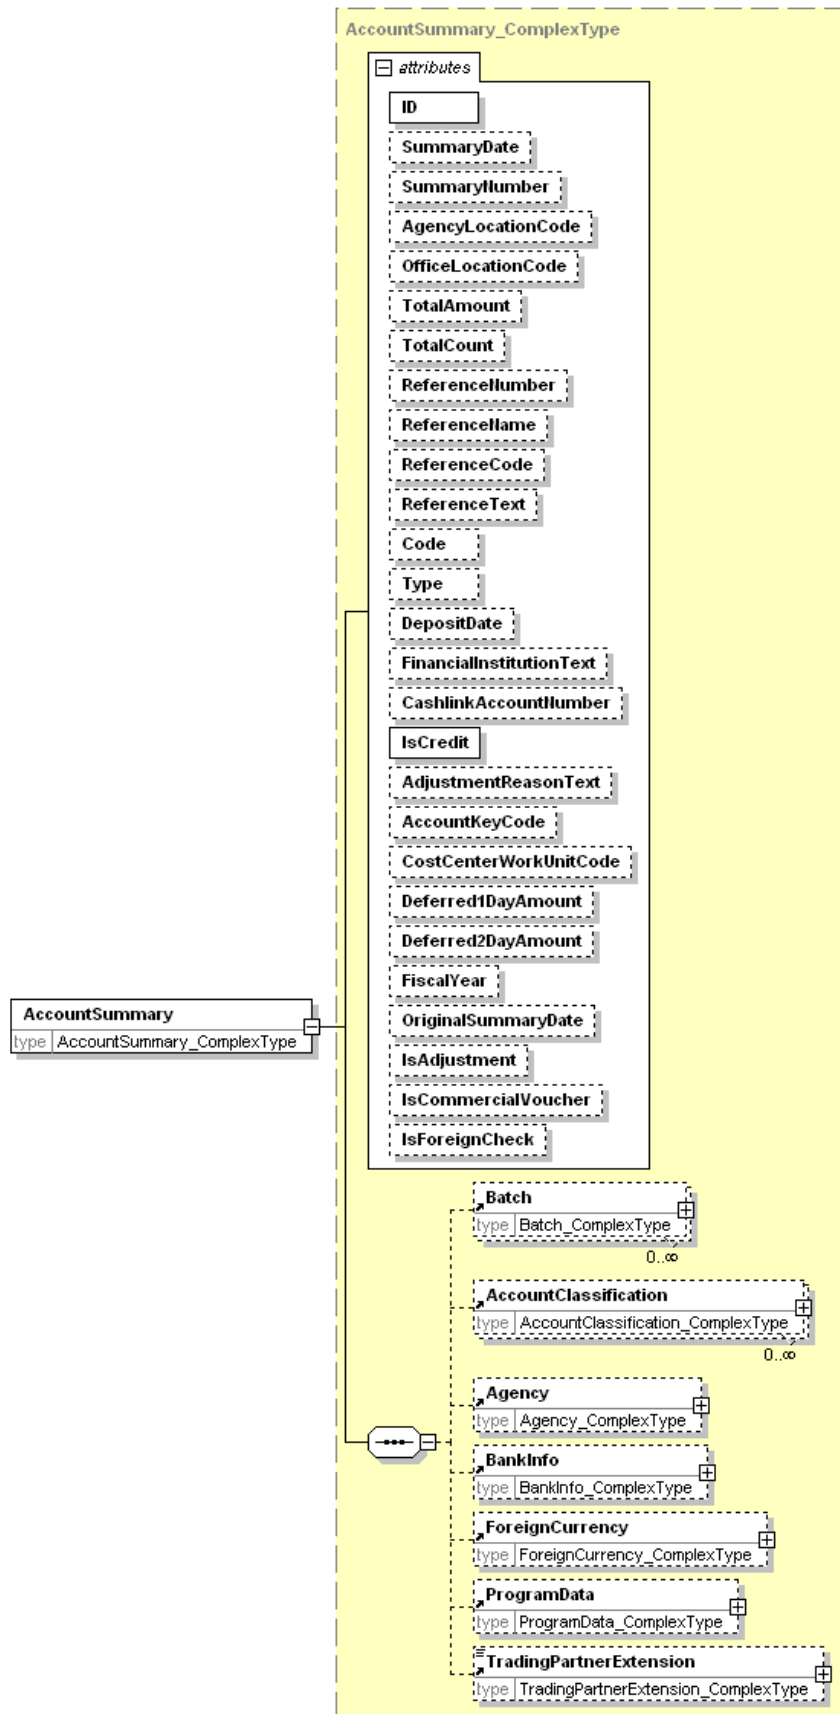 AccountSummary_ComplexType
attributes
ID
SummaryDate
SummaryNumber
AgencyLocationCode
OfficeLocationCode
TotalAmount
TotalCount
ReferenceNumber
ReferenceName
ReferenceCode
ReferenceText
Code
Type
DepositDate
FinancialInstitutionText
CashlinkAccountNumber
IsCredit
AdjustmentReasonText
AccountKeyCode
CostCenterWorkUnitCode
Deferred1DayAmount
Deferred2DayAmount
FiscalYear
OriginalSummaryDate
IsAdjustment
IsCommercialVoucher
IsForeignCheck
AccountSummary
type AccountSummary_ComplexType
Batch
type Batch_ComplexType
0..∞
AccountClassification
type AccountClassification_ComplexType
0..∞
Agency
type Agency_ComplexType
BankInfo
type BankInfo_ComplexType
ForeignCurrency
type ForeignCurrency_ComplexType
ProgramData
type ProgramData_ComplexType
TradingPartnerExtension
type TradingPartnerExtension_ComplexType